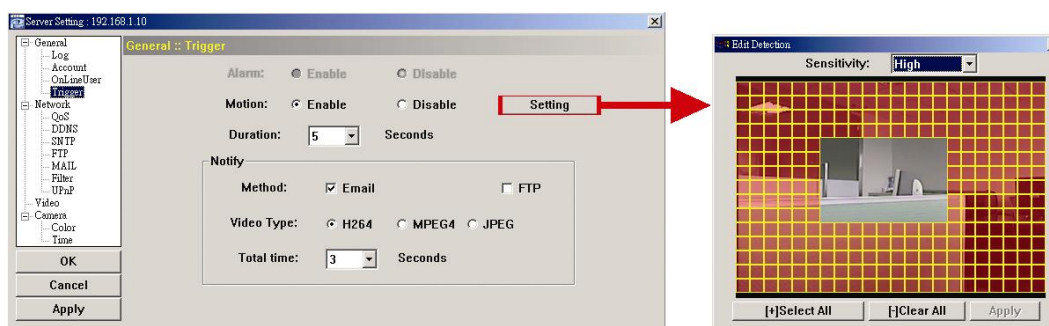 Server Setting : 192.168.1.10
General
Log
Account
OnLineUser
Trigger
Network
QoS
DDNS
SNTP
FTP
MAIL
Filter
UPnP
Video
Camera
Color
Time
OK
Cancel
Apply
General :: Trigger
Alarm: Enable Disable
Motion: Enable Disable Setting
Duration: 5 Seconds
Notify
Method: Email FTP
Video Type: H264 MPEG4 JPEG
Total time: 3 Seconds
Edit Detection
Sensitivity: High
[+]Select All [-]Clear All Apply